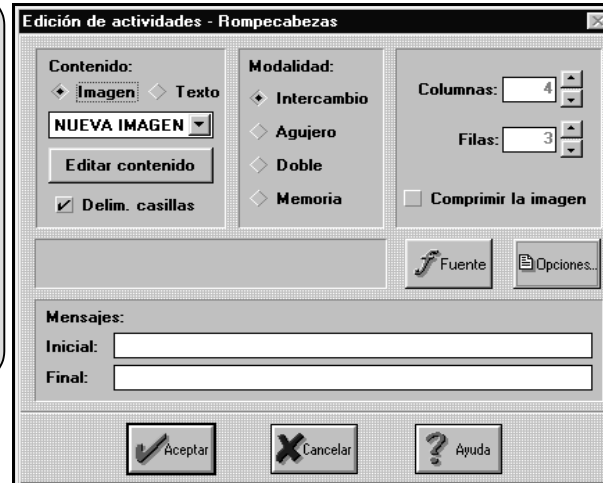 Edición de actividades - Rompecabezas
Contenido:
Imagen Texto
NUEVA IMAGEN
Editar contenido
Delim. casillas
Modalidad:
Intercambio
Agujero
Doble
Memoria
Columnas: 4
Filas: 3
Comprimir la imagen
Fuente
Opciones...
Mensajes:
Inicial:
Final:
Aceptar
Cancelar
Ayuda